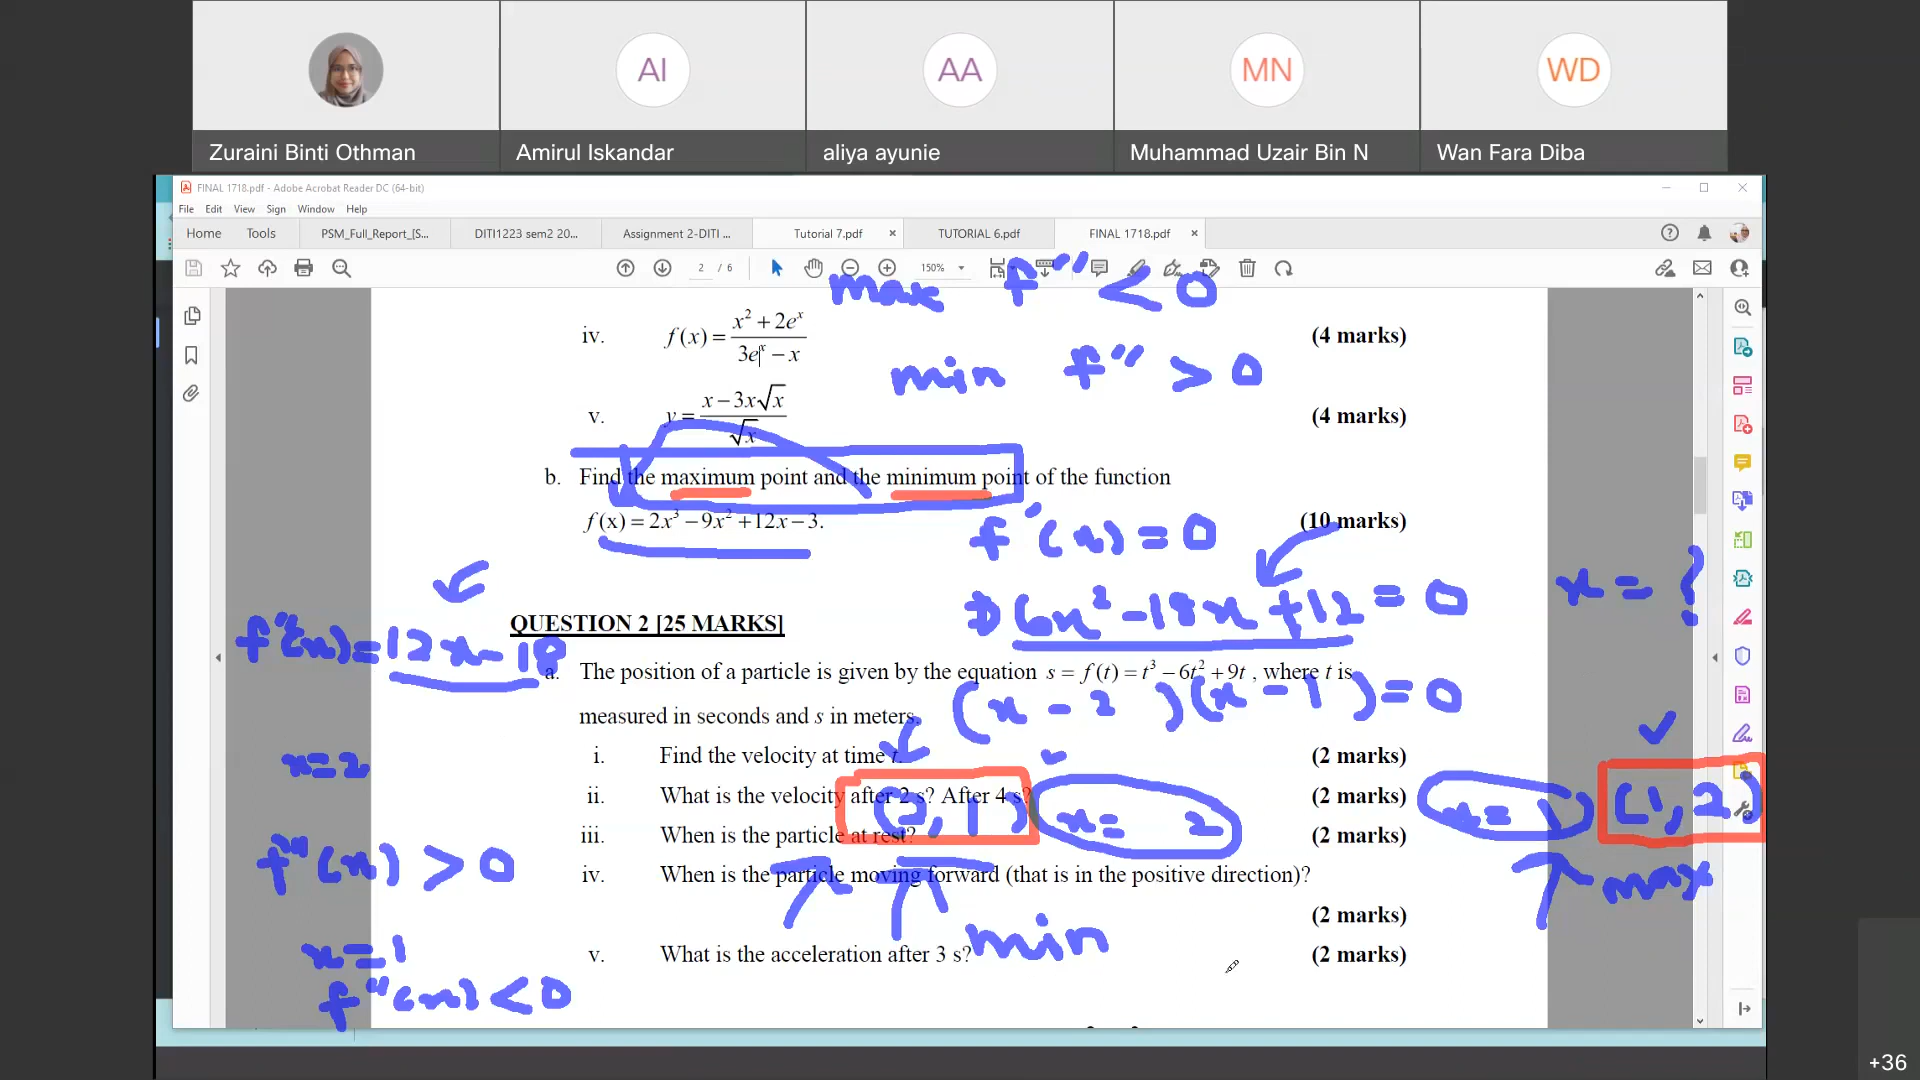 AI
AA
MN
WD
Zuraini Binti Othman
Amirul Iskandar
aliya ayunie
Muhammad Uzair Bin N
Wan Fara Diba
FINAL 1718.pdf - Adobe Acrobat Reader DC (64-bit)
File Edit View Sign Window Help
Home Tools PSM_Full_Report_(S... DITI1223 sem2 20... Assignment 2-DITI ... Tutorial 7.pdf × TUTORIAL 6.pdf FINAL 1718.pdf ×
2 / 6 150%
max f'' < 0
iv. f(x) = (x² + 2eˣ)/(3eˣ − x) (4 marks)
min f'' > 0
v. y = (x − 3x√x)/√x (4 marks)
b. Find the maximum point and the minimum point of the function
f(x) = 2x³ − 9x² + 12x − 3. (10 marks)
f'(x) = 0
6x² − 18x + 12 = 0
x = ?
QUESTION 2 [25 MARKS]
f''(x) = 12x − 18
a. The position of a particle is given by the equation s = f(t) = t³ − 6t² + 9t , where t is
(x − 2)(x − 1) = 0
measured in seconds and s in meters.
i. Find the velocity at time t. (2 marks)
x = 2
ii. What is the velocity after 2 s? After 4 s? (2 marks)
(2, 1) x = 2 x = 1 (1, 2)
iii. When is the particle at rest? (2 marks)
f''(x) > 0
iv. When is the particle moving forward (that is in the positive direction)?
max
(2 marks)
min
v. What is the acceleration after 3 s? (2 marks)
x = 1
f''(x) < 0
+36